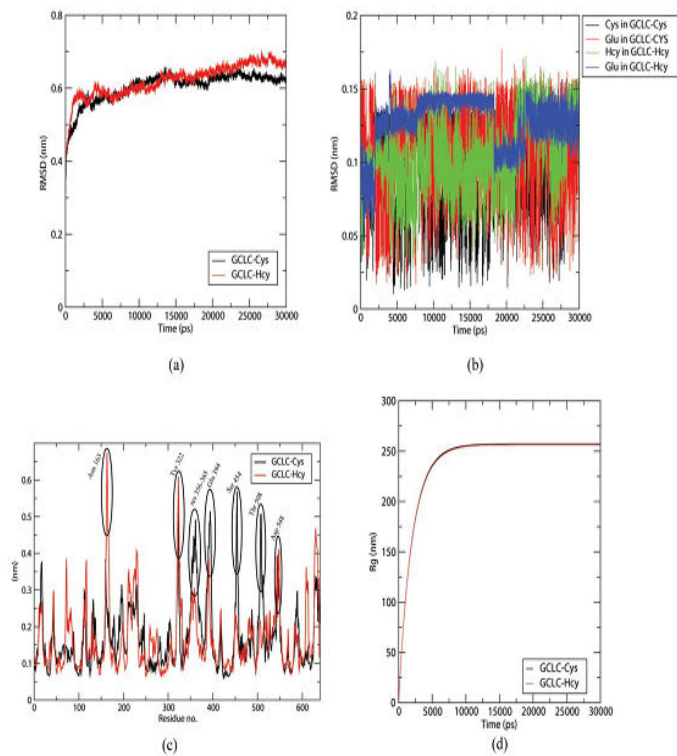 0.8
0.6
0.4
0.2
0
RMSD (nm)
GCLC-Cys
GCLC-Hcy
0 5000 10000 15000 20000 25000 30000
Time (ps)
(a)
0.2
0.15
0.1
0.05
0
RMSD (nm)
Cys in GCLC-Cys
Glu in GCLC-CYS
Hcy in GCLC-Hcy
Glu in GCLC-Hcy
0 5000 10000 15000 20000 25000 30000
Time (ps)
(b)
0.6
0.5
0.4
0.3
0.2
0.1
0
(nm)
Tyr 322
Ser 454
Thr 508
GCLC-Cys
GCLC-Hcy
0 100 200 300 400 500 600
Residue no.
(c)
300
250
200
150
100
50
0
Rg (nm)
GCLC-Cys
GCLC-Hcy
0 5000 10000 15000 20000 25000 30000
Time (ps)
(d)